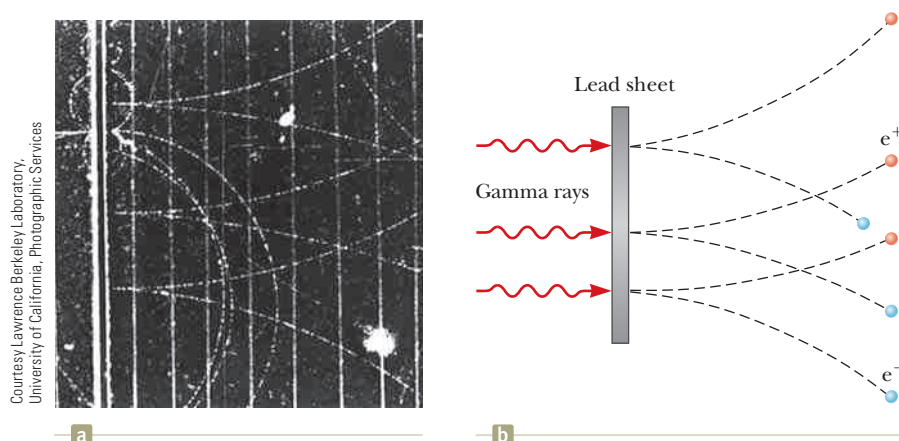 Courtesy Lawrence Berkeley Laboratory,
University of California, Photographic Services
a
Lead sheet
Gamma rays
e⁺
e⁻
b